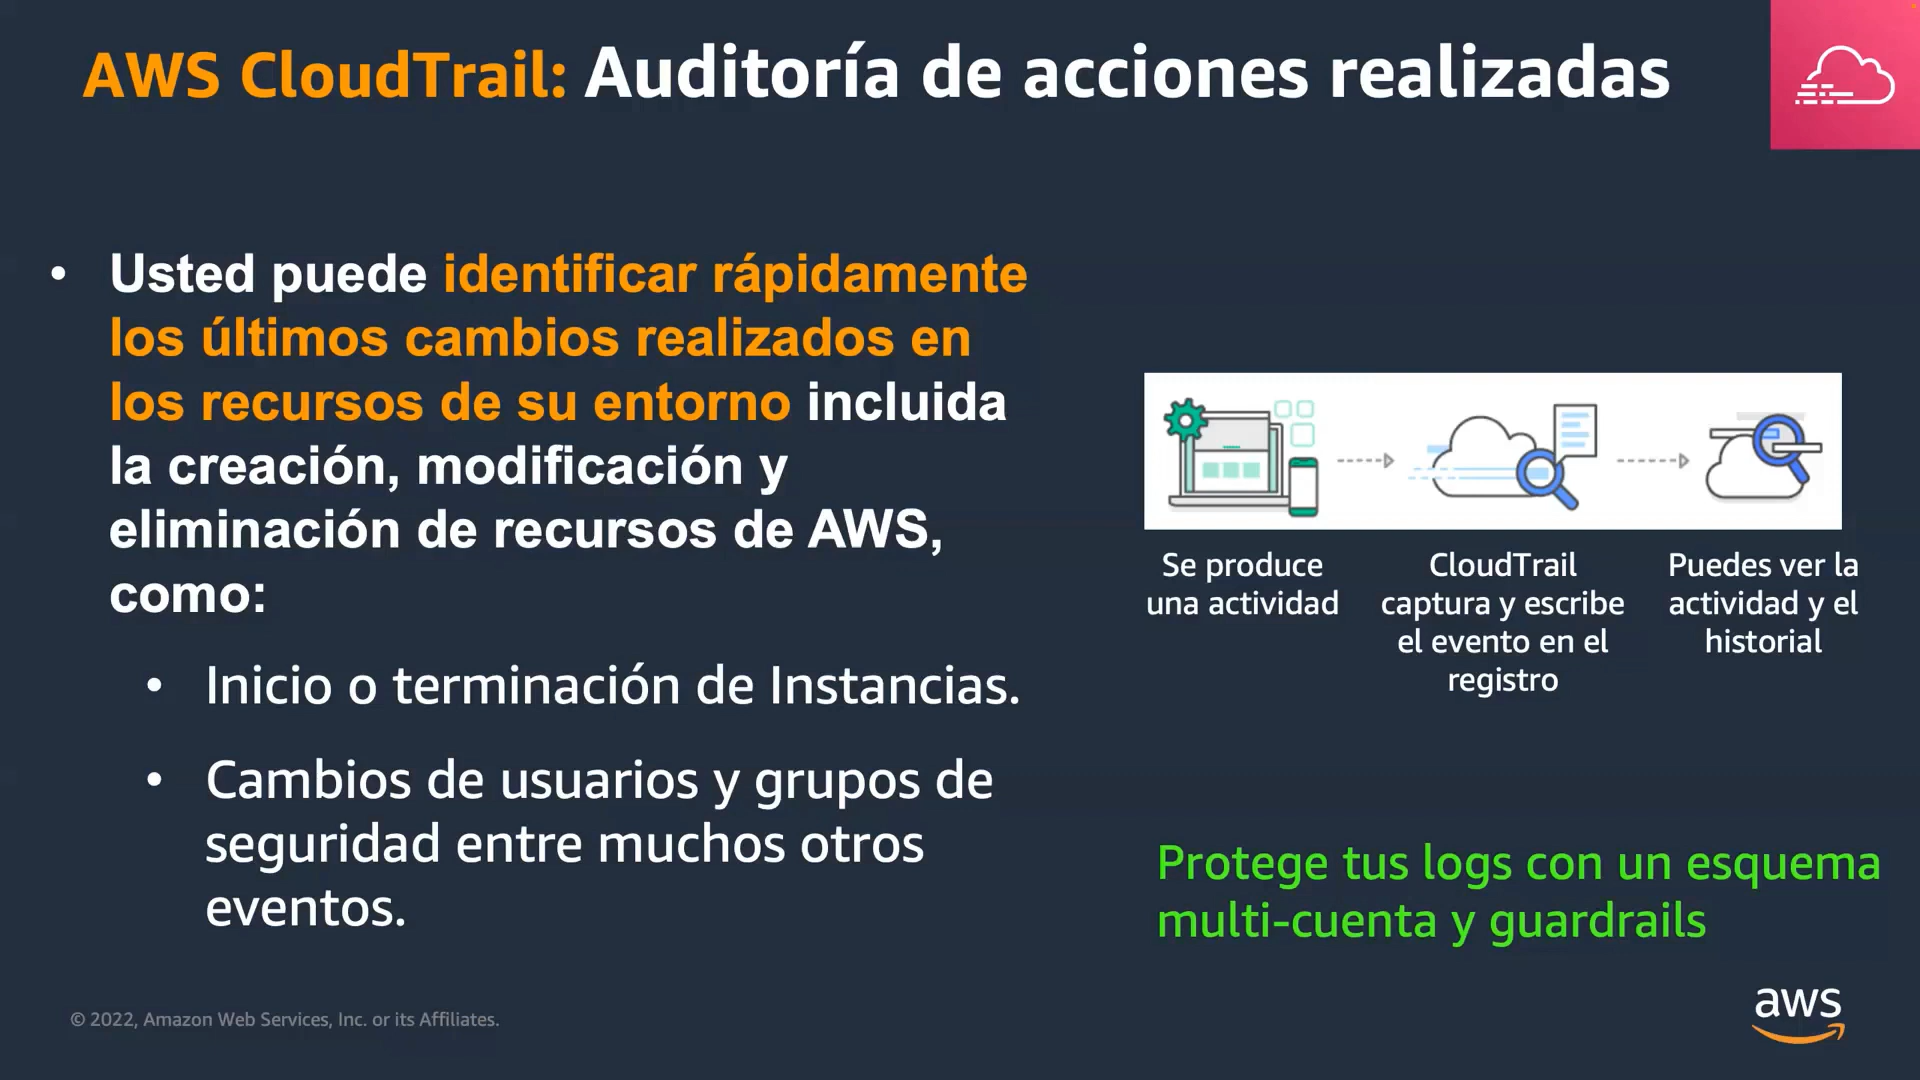 AWS CloudTrail: Auditoría de acciones realizadas
• Usted puede identificar rápidamente
los últimos cambios realizados en
los recursos de su entorno incluida
la creación, modificación y
eliminación de recursos de AWS,
como:
• Inicio o terminación de Instancias.
• Cambios de usuarios y grupos de
seguridad entre muchos otros
eventos.
Se produce
una actividad
CloudTrail
captura y escribe
el evento en el
registro
Puedes ver la
actividad y el
historial
Protege tus logs con un esquema
multi-cuenta y guardrails
© 2022, Amazon Web Services, Inc. or its Affiliates.
aws